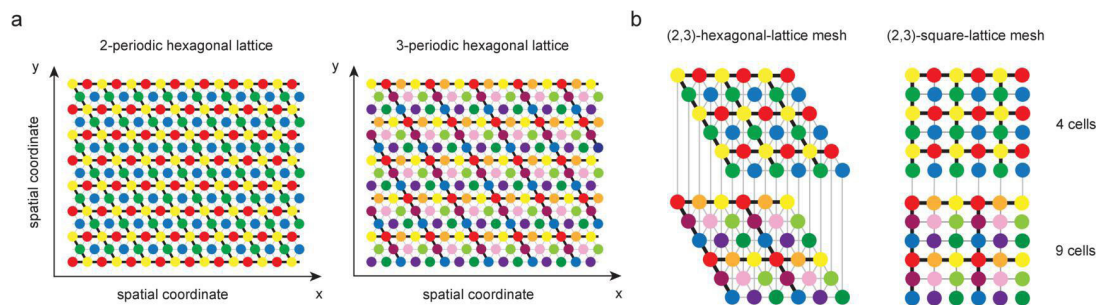 a
2-periodic hexagonal lattice
3-periodic hexagonal lattice
y
y
spatial coordinate
spatial coordinate
x
spatial coordinate
x
b
(2,3)-hexagonal-lattice mesh
(2,3)-square-lattice mesh
4 cells
9 cells